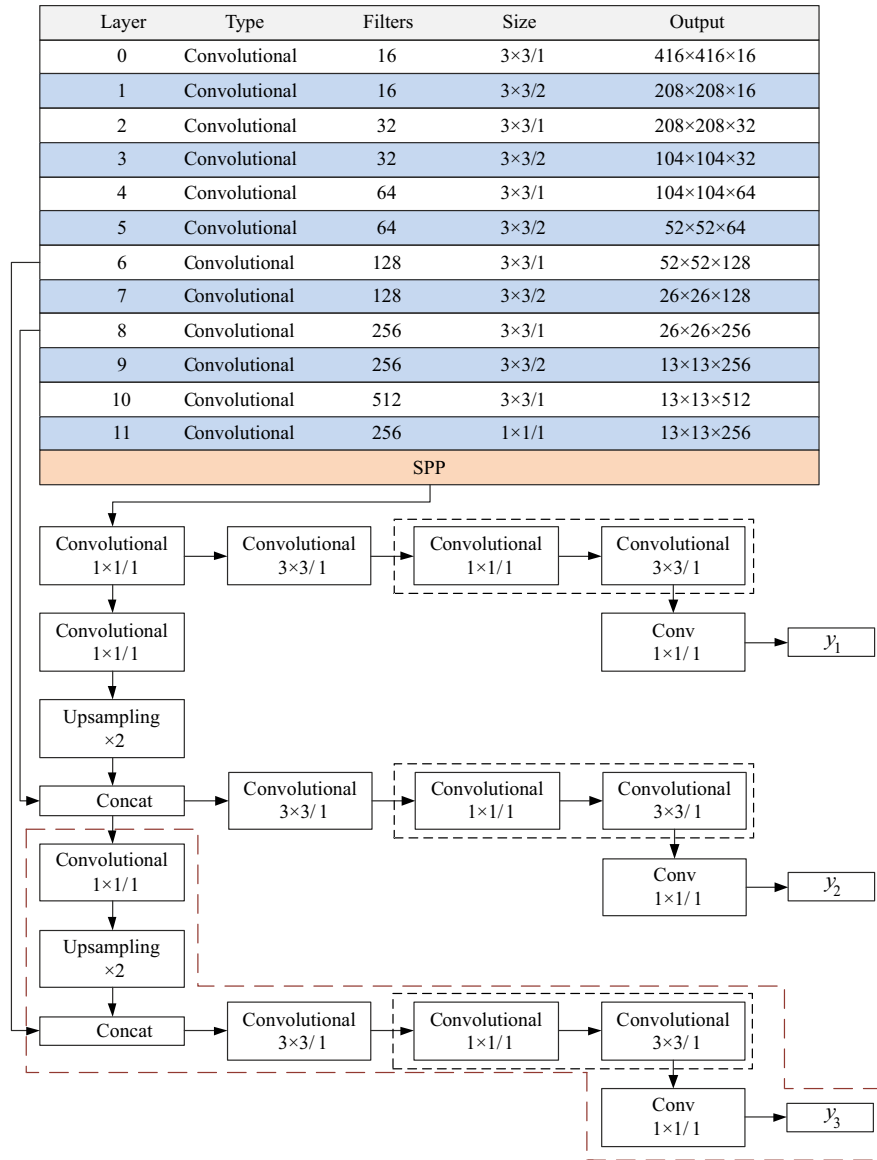 Layer Type Filters Size Output
0 Convolutional 16 3×3/1 416×416×16
1 Convolutional 16 3×3/2 208×208×16
2 Convolutional 32 3×3/1 208×208×32
3 Convolutional 32 3×3/2 104×104×32
4 Convolutional 64 3×3/1 104×104×64
5 Convolutional 64 3×3/2 52×52×64
6 Convolutional 128 3×3/1 52×52×128
7 Convolutional 128 3×3/2 26×26×128
8 Convolutional 256 3×3/1 26×26×256
9 Convolutional 256 3×3/2 13×13×256
10 Convolutional 512 3×3/1 13×13×512
11 Convolutional 256 1×1/1 13×13×256
SPP
Convolutional Convolutional Convolutional Convolutional
1×1/1 3×3/1 1×1/1 3×3/1
Convolutional Conv y₁
1×1/1 1×1/1
Upsampling
×2
Concat Convolutional Convolutional Convolutional
3×3/1 1×1/1 3×3/1
Convolutional Conv y₂
1×1/1 1×1/1
Upsampling
×2
Concat Convolutional Convolutional Convolutional
3×3/1 1×1/1 3×3/1
Conv y₃
1×1/1